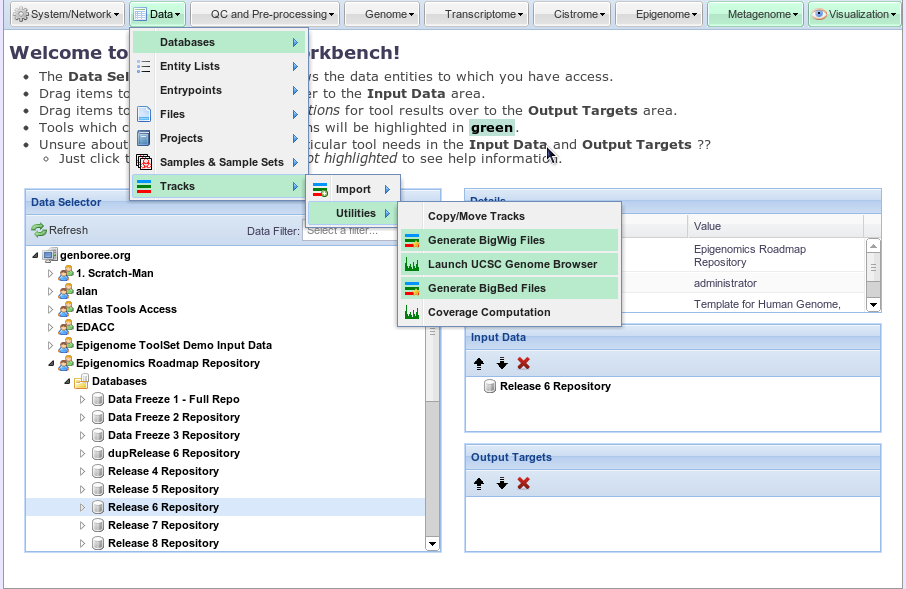 System/Network Data QC and Pre-processing Genome Transcriptome Cistrome Epigenome Metagenome Visualization
Welcome to rkbench!
The Data Sel s the data entities to which you have access.
Drag items to er to the Input Data area.
Drag items to tions for tool results over to the Output Targets area.
Tools which c ns will be highlighted in green.
Unsure about icular tool needs in the Input Data and Output Targets ??
Just click t ot highlighted to see help information.
Databases
Entity Lists
Entrypoints
Files
Projects
Samples & Sample Sets
Tracks
Import
Utilities
Copy/Move Tracks
Generate BigWig Files
Launch UCSC Genome Browser
Generate BigBed Files
Coverage Computation
Data Selector
Refresh Data Filter: Select a filter...
genboree.org
1. Scratch-Man
alan
Atlas Tools Access
EDACC
Epigenome ToolSet Demo Input Data
Epigenomics Roadmap Repository
Databases
Data Freeze 1 - Full Repo
Data Freeze 2 Repository
Data Freeze 3 Repository
dupRelease 6 Repository
Release 4 Repository
Release 5 Repository
Release 6 Repository
Release 7 Repository
Release 8 Repository
Details
Value
Epigenomics Roadmap
Repository
administrator
Template for Human Genome,
Input Data
Release 6 Repository
Output Targets